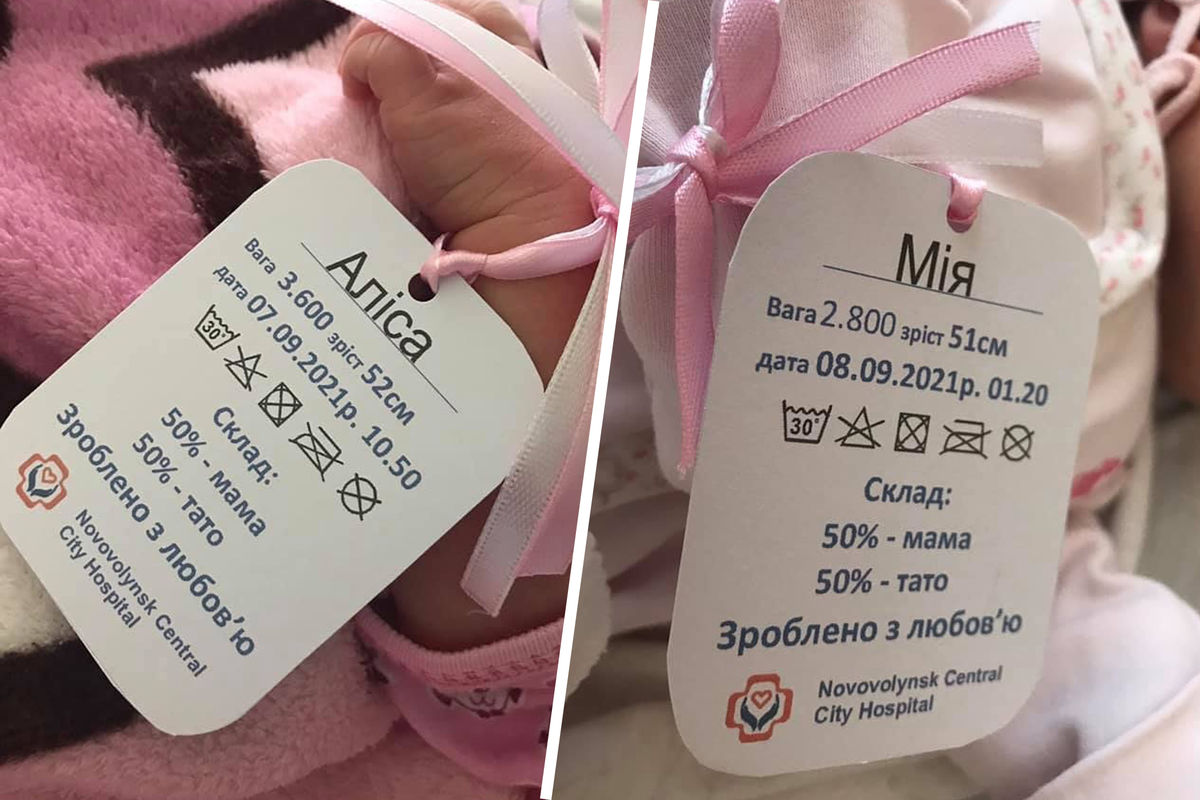 Аліса
Вага 3.600 зріст 52см
дата 07.09.2021р. 10.50
30°
Склад:
50% - мама
50% - тато
Зроблено з любов’ю
Novovolynsk Central
City Hospital
Мія
Вага 2.800 зріст 51см
дата 08.09.2021р. 01.20
30°
Склад:
50% - мама
50% - тато
Зроблено з любов’ю
Novovolynsk Central
City Hospital